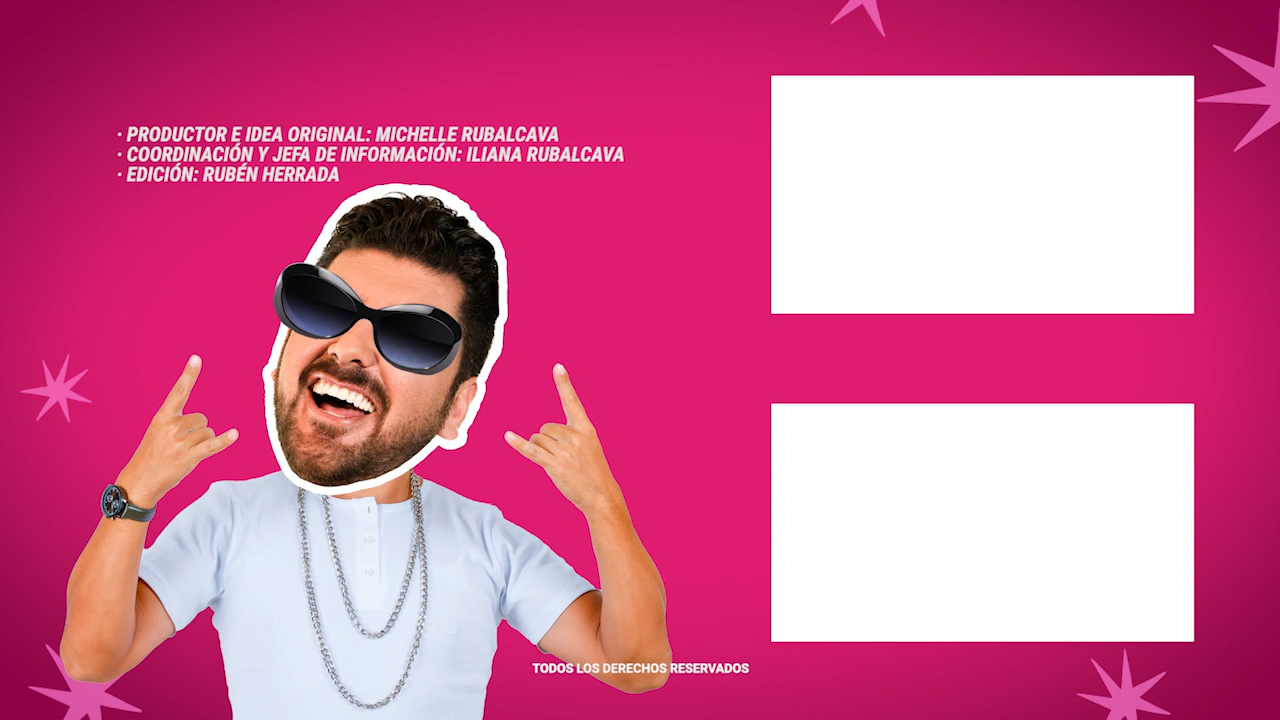 · PRODUCTOR E IDEA ORIGINAL: MICHELLE RUBALCAVA
· COORDINACIÓN Y JEFA DE INFORMACIÓN: ILIANA RUBALCAVA
· EDICIÓN: RUBÉN HERRADA
TODOS LOS DERECHOS RESERVADOS